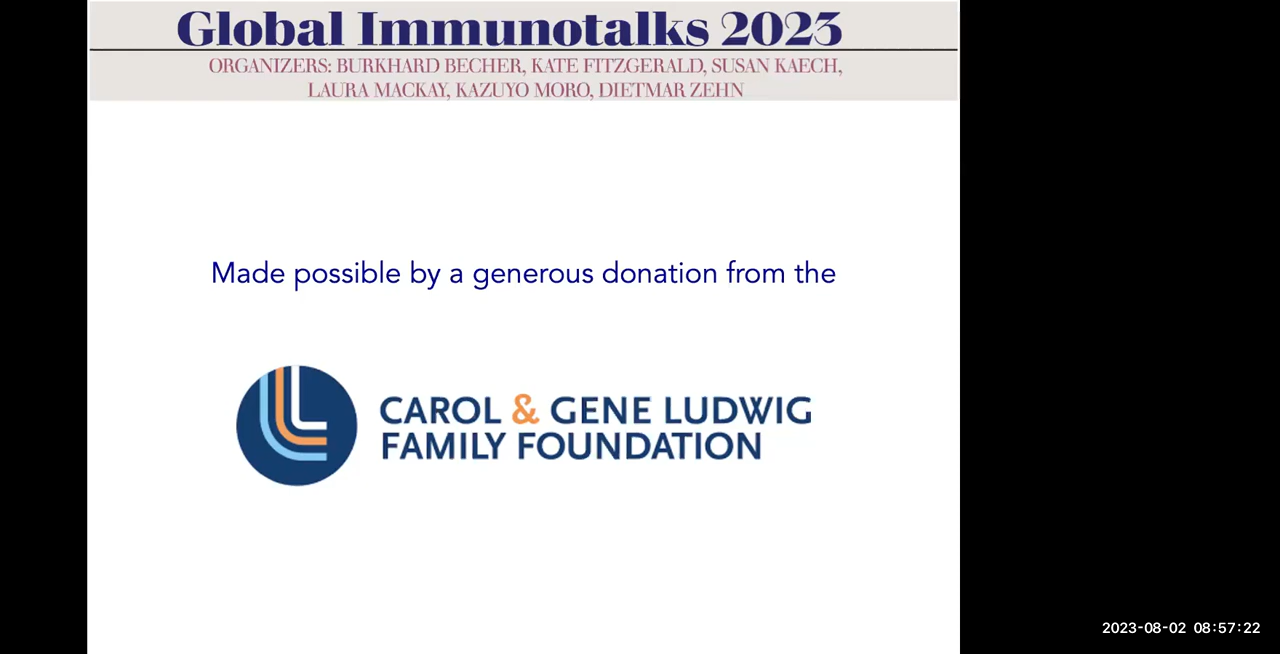 Global Immunotalks 2023
ORGANIZERS: BURKHARD BECHER, KATE FITZGERALD, SUSAN KAECH,
LAURA MACKAY, KAZUYO MORO, DIETMAR ZEHN
Made possible by a generous donation from the
CAROL & GENE LUDWIG
FAMILY FOUNDATION
2023-08-02 08:57:22